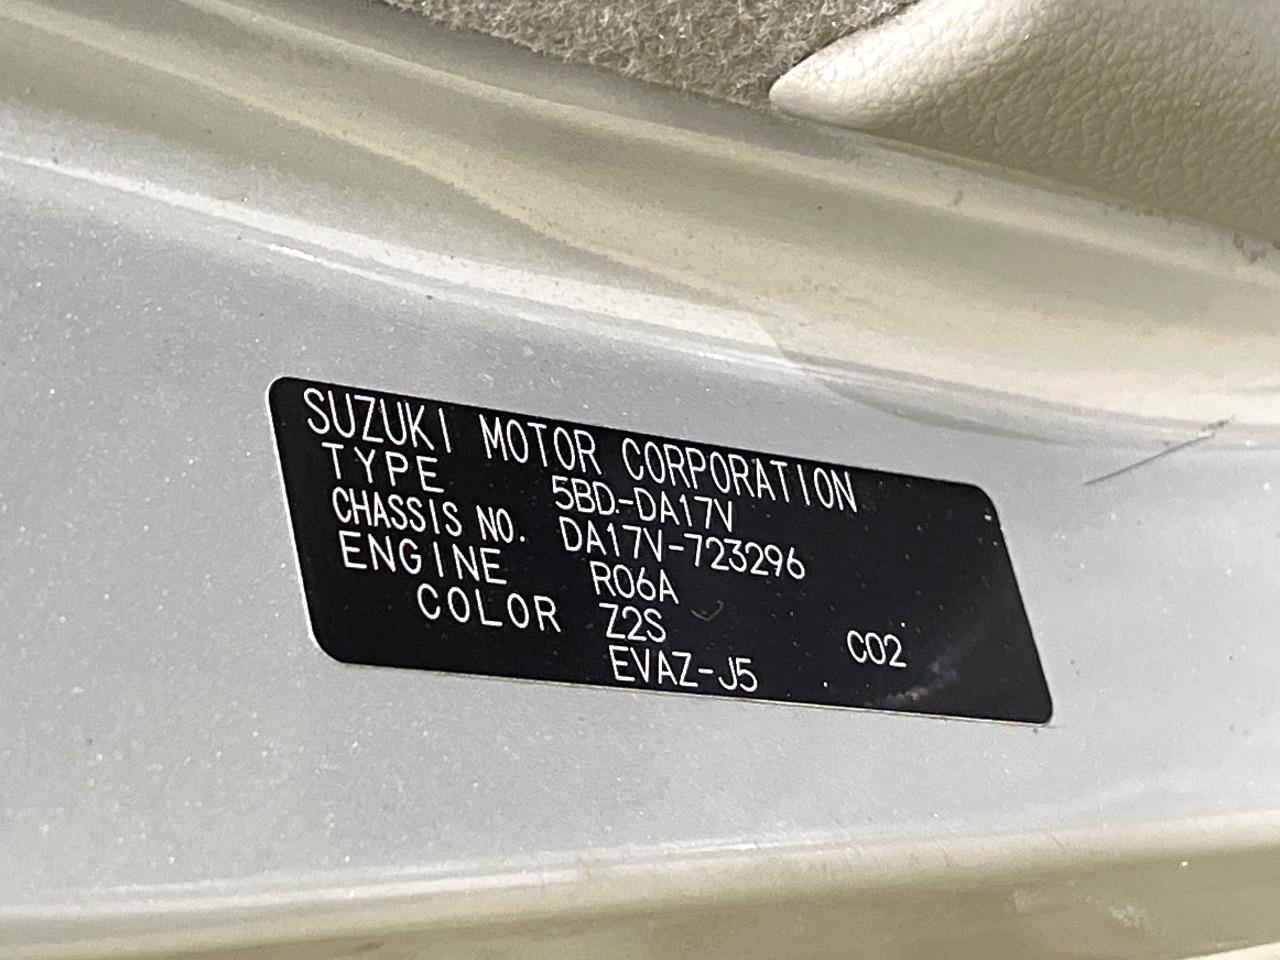 SUZUKI MOTOR CORPORATION
TYPE 5BD-DA17V
CHASSIS NO. DA17V-723296
ENGINE R06A
COLOR Z2S C02
EVAZ-J5